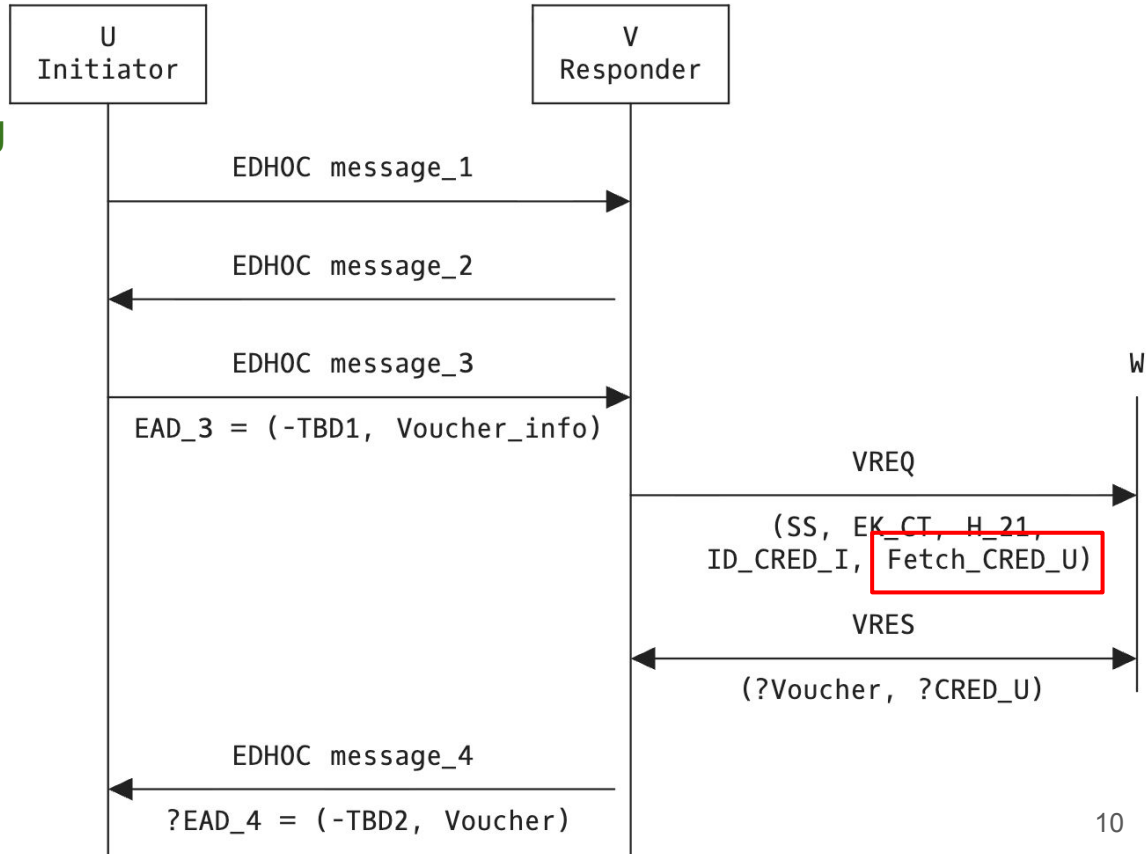 U
Initiator
V
Responder
EDHOC message_1
EDHOC message_2
EDHOC message_3
W
EAD_3 = (-TBD1, Voucher_info)
VREQ
(SS, EK_CT, H_21,
ID_CRED_I, Fetch_CRED_U)
VRES
(?Voucher, ?CRED_U)
EDHOC message_4
?EAD_4 = (-TBD2, Voucher)
10